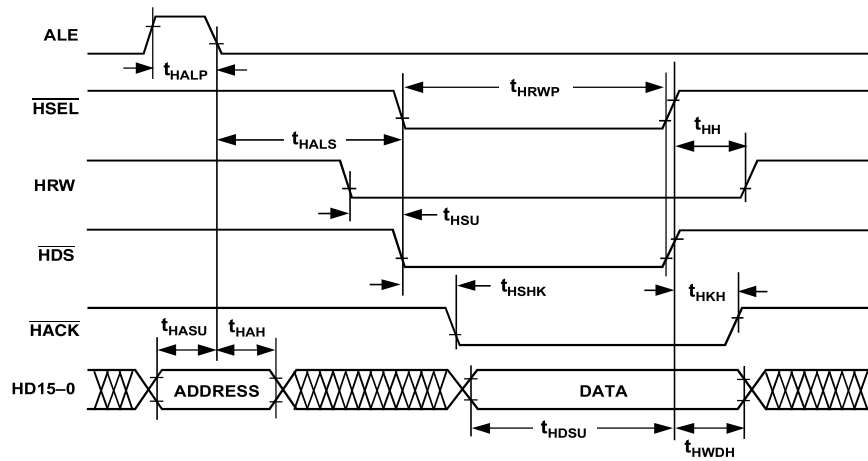 ALE
tHALP
HSEL
tHRWP
tHALS
tHH
HRW
tHSU
HDS
tHSHK
tHKH
HACK
tHASU
tHAH
HD15–0
ADDRESS
DATA
tHDSU
tHWDH